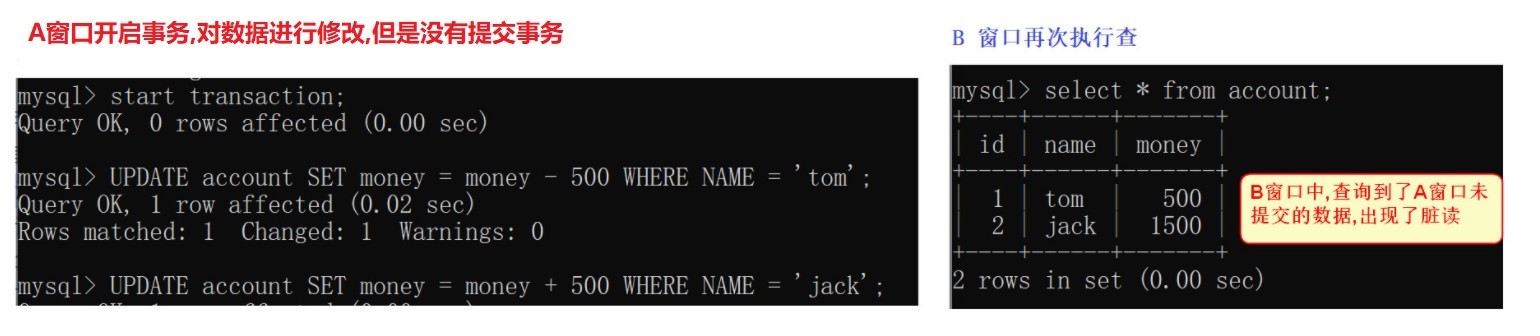 A窗口开启事务,对数据进行修改,但是没有提交事务
mysql> start transaction;
Query OK, 0 rows affected (0.00 sec)
mysql> UPDATE account SET money = money - 500 WHERE NAME = 'tom';
Query OK, 1 row affected (0.02 sec)
Rows matched: 1  Changed: 1  Warnings: 0
mysql> UPDATE account SET money = money + 500 WHERE NAME = 'jack';
B 窗口再次执行查
mysql> select * from account;
+----+------+-------+
| id | name | money |
+----+------+-------+
| 1 | tom | 500 |
| 2 | jack | 1500 |
+----+------+-------+
2 rows in set (0.00 sec)
B窗口中,查询到了A窗口未
提交的数据,出现了脏读